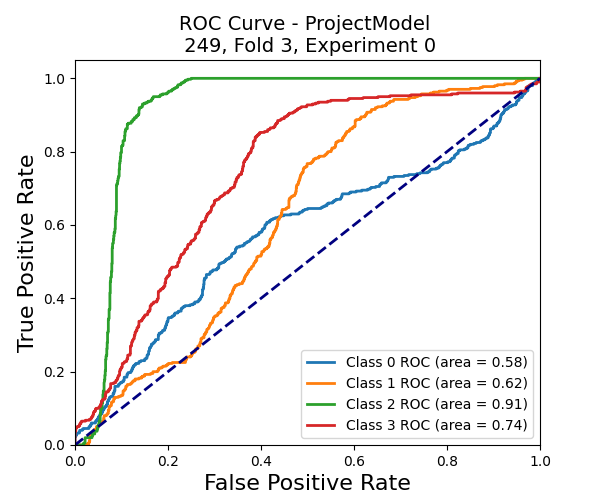 ROC Curve - ProjectModel
249, Fold 3, Experiment 0
True Positive Rate
1.0
0.8
0.6
0.4
0.2
0.0
0.0 0.2 0.4 0.6 0.8 1.0
False Positive Rate
Class 0 ROC (area = 0.58)
Class 1 ROC (area = 0.62)
Class 2 ROC (area = 0.91)
Class 3 ROC (area = 0.74)